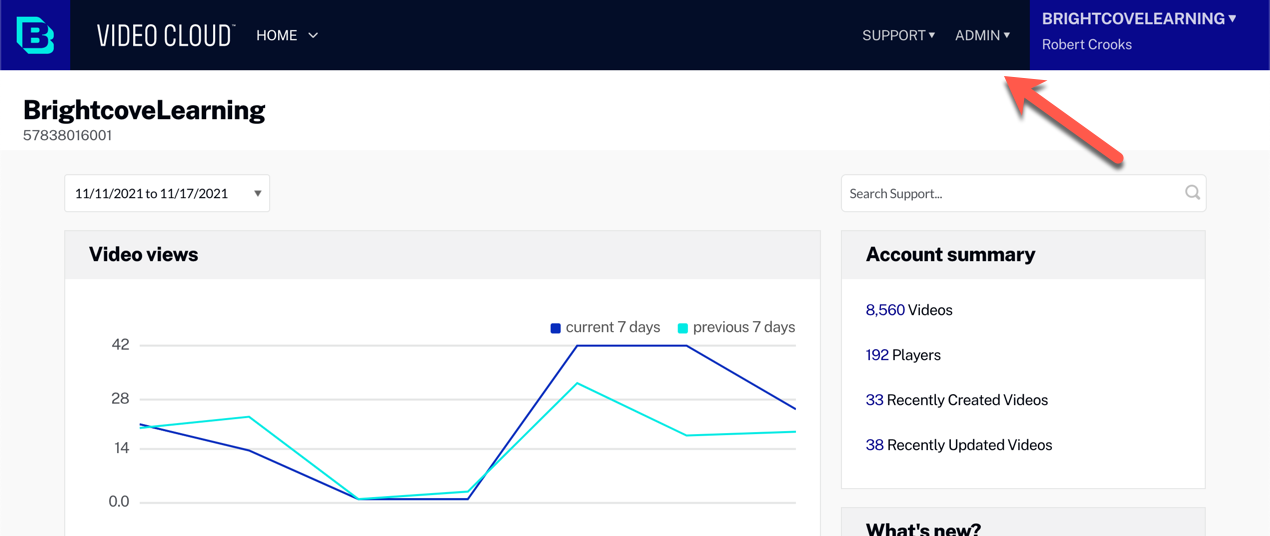 VIDEO CLOUD™ HOME SUPPORT▾ ADMIN▾ BRIGHTCOVELEARNING▾
Robert Crooks
BrightcoveLearning
57838016001
11/11/2021 to 11/17/2021 ▾
Search Support...
Video views
current 7 days previous 7 days
42
28
14
0.0
Account summary
8,560 Videos
192 Players
33 Recently Created Videos
38 Recently Updated Videos
What's new?